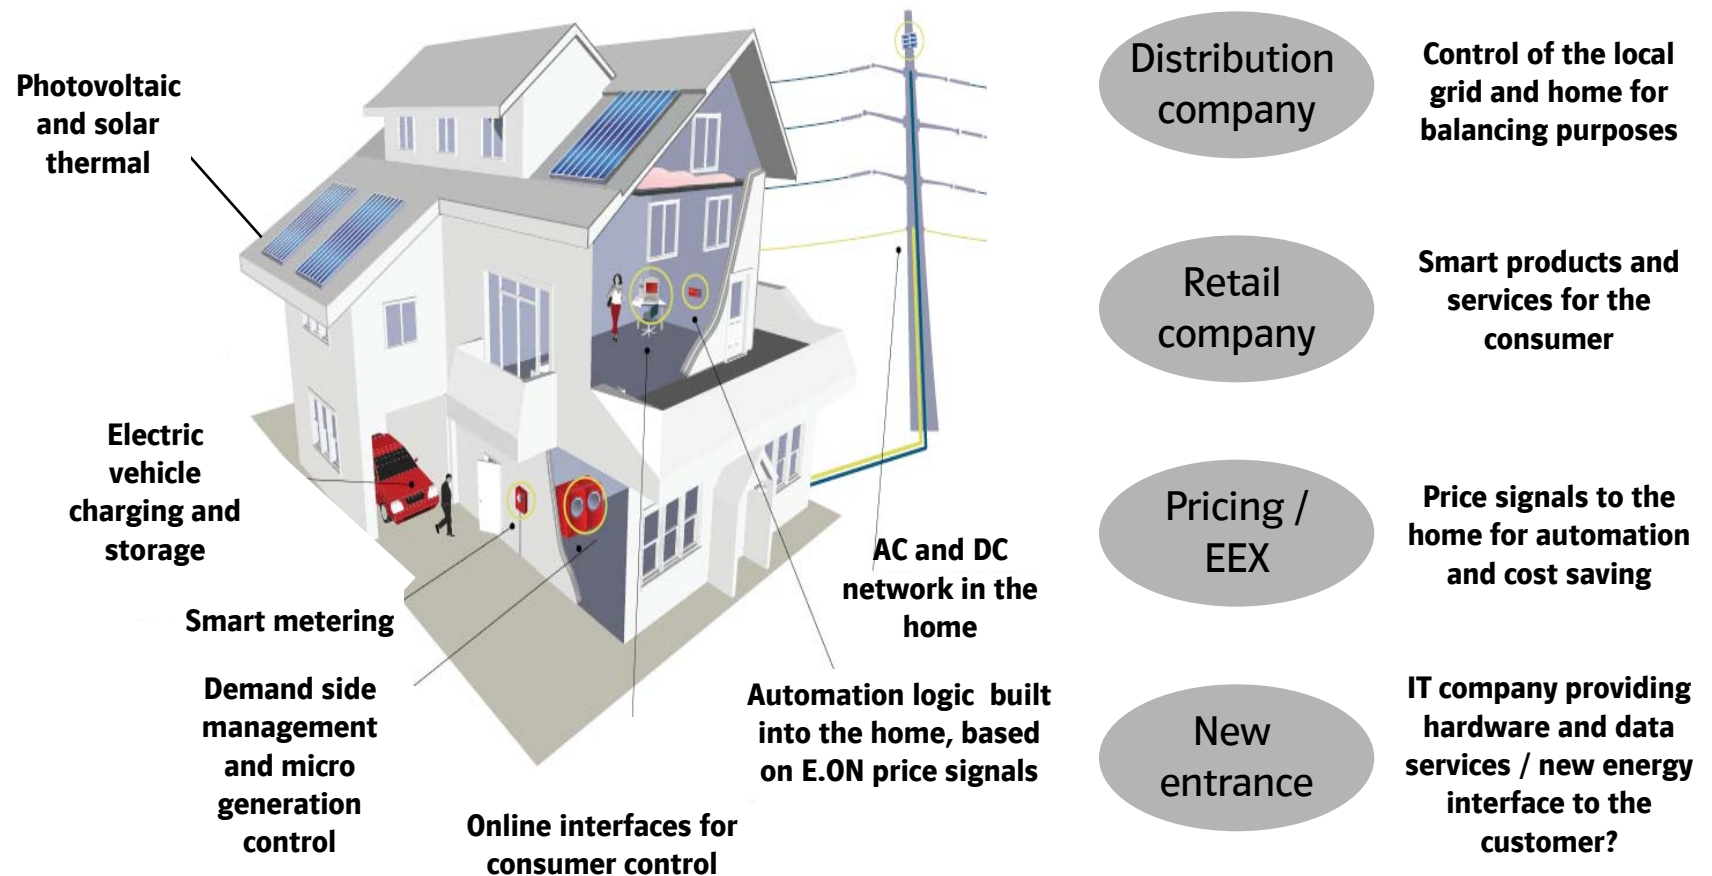 Photovoltaic
and solar
thermal
Electric
vehicle
charging and
storage
Smart metering
Demand side
management
and micro
generation
control
Online interfaces for
consumer control
Automation logic built
into the home, based
on E.ON price signals
AC and DC
network in the
home
Distribution
company
Control of the local
grid and home for
balancing purposes
Retail
company
Smart products and
services for the
consumer
Pricing /
EEX
Price signals to the
home for automation
and cost saving
New
entrance
IT company providing
hardware and data
services / new energy
interface to the
customer?